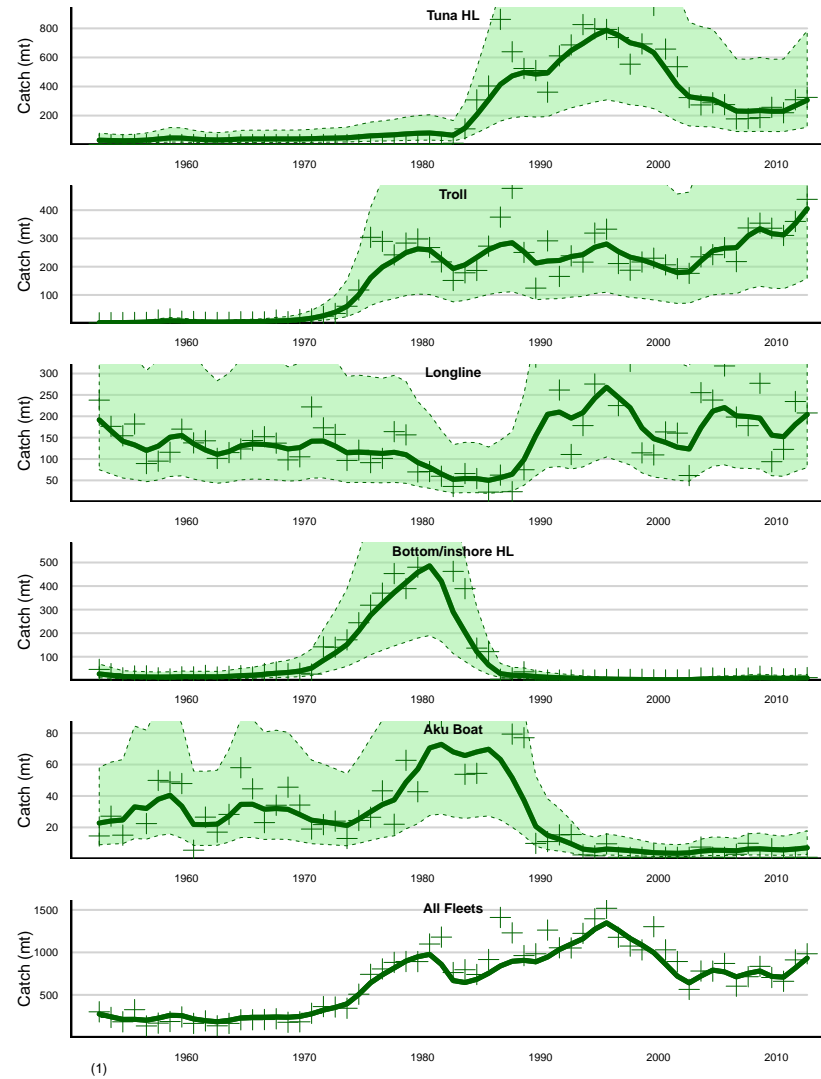 Tuna HL
Catch (mt)
800
600
400
200
1960 1970 1980 1990 2000 2010
Troll
Catch (mt)
400
300
200
100
1960 1970 1980 1990 2000 2010
Longline
Catch (mt)
300
250
200
150
100
50
1960 1970 1980 1990 2000 2010
Bottom/inshore HL
Catch (mt)
500
400
300
200
100
1960 1970 1980 1990 2000 2010
Aku Boat
Catch (mt)
80
60
40
20
1960 1970 1980 1990 2000 2010
All Fleets
Catch (mt)
1500
1000
500
1960 1970 1980 1990 2000 2010
(1)